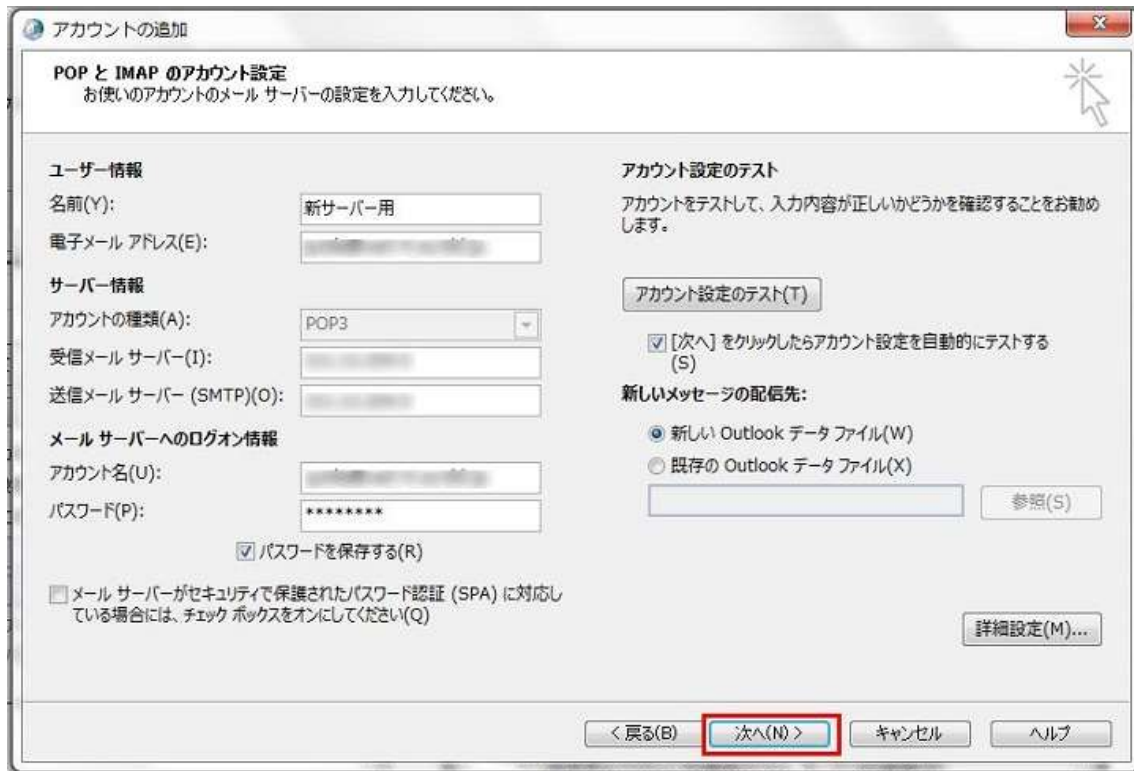 アカウントの追加
POP と IMAP のアカウント設定
お使いのアカウントのメール サーバーの設定を入力してください。
ユーザー情報
名前(Y):
新サーバー用
電子メール アドレス(E):
サーバー情報
アカウントの種類(A):
POP3
受信メール サーバー(I):
送信メール サーバー (SMTP)(O):
メール サーバーへのログオン情報
アカウント名(U):
パスワード(P):
********
パスワードを保存する(R)
メール サーバーがセキュリティで保護されたパスワード認証 (SPA) に対応し
ている場合には、チェック ボックスをオンにしてください(Q)
アカウント設定のテスト
アカウントをテストして、入力内容が正しいかどうかを確認することをお勧め
します。
アカウント設定のテスト(T)
[次へ] をクリックしたらアカウント設定を自動的にテストする
(S)
新しいメッセージの配信先:
新しい Outlook データ ファイル(W)
既存の Outlook データ ファイル(X)
参照(S)
詳細設定(M)...
< 戻る(B)
次へ(N) >
キャンセル
ヘルプ